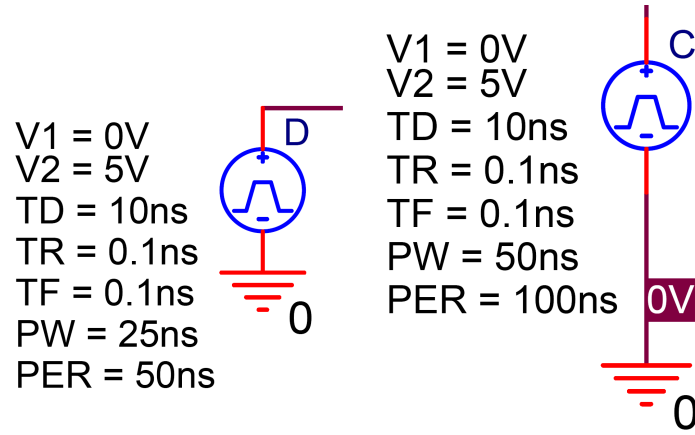 V1 = 0V
V2 = 5V
TD = 10ns
TR = 0.1ns
TF = 0.1ns
PW = 25ns
PER = 50ns
D
0
V1 = 0V
V2 = 5V
TD = 10ns
TR = 0.1ns
TF = 0.1ns
PW = 50ns
PER = 100ns
C
0V
0